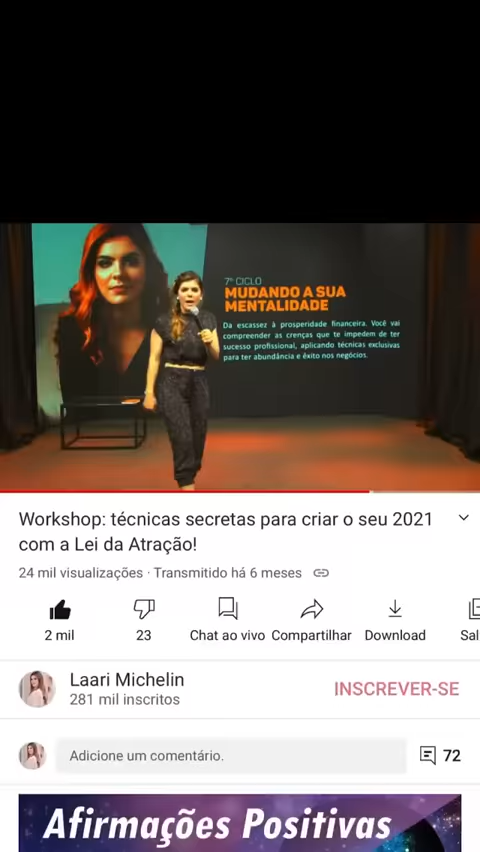 7º CICLO
MUDANDO A SUA
MENTALIDADE
Da escassez à prosperidade financeira. Você vai
compreender as crenças que te impedem de ter
sucesso profissional, aplicando técnicas exclusivas
para ter abundância e êxito nos negócios.
Workshop: técnicas secretas para criar o seu 2021
com a Lei da Atração!
24 mil visualizações · Transmitido há 6 meses
2 mil
23
Chat ao vivo
Compartilhar
Download
Sal
Laari Michelin
281 mil inscritos
INSCREVER-SE
Adicione um comentário.
72
Afirmações Positivas